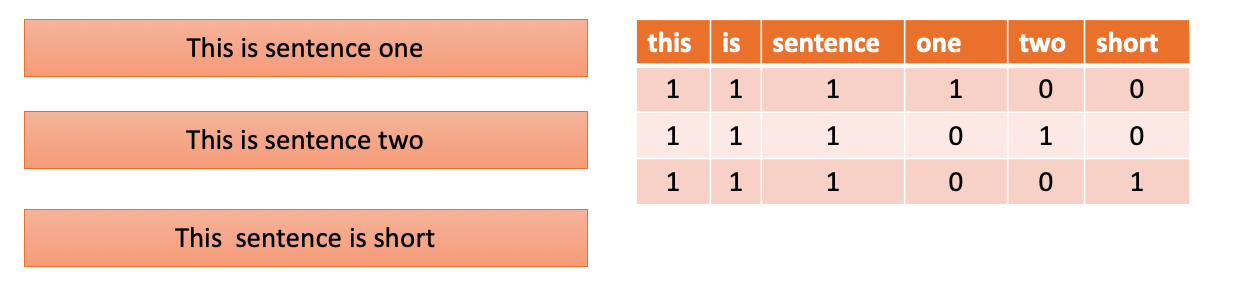 This is sentence one
This is sentence two
This  sentence is short
this is sentence one two short
1 1 1 1 0 0
1 1 1 0 1 0
1 1 1 0 0 1